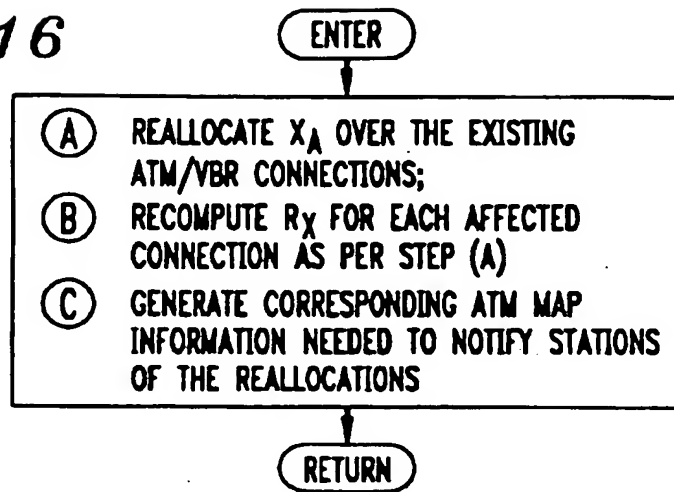 16
ENTER
(A) REALLOCATE XA OVER THE EXISTING
ATM/VBR CONNECTIONS;
(B) RECOMPUTE RX FOR EACH AFFECTED
CONNECTION AS PER STEP (A)
(C) GENERATE CORRESPONDING ATM MAP
INFORMATION NEEDED TO NOTIFY STATIONS
OF THE REALLOCATIONS
RETURN